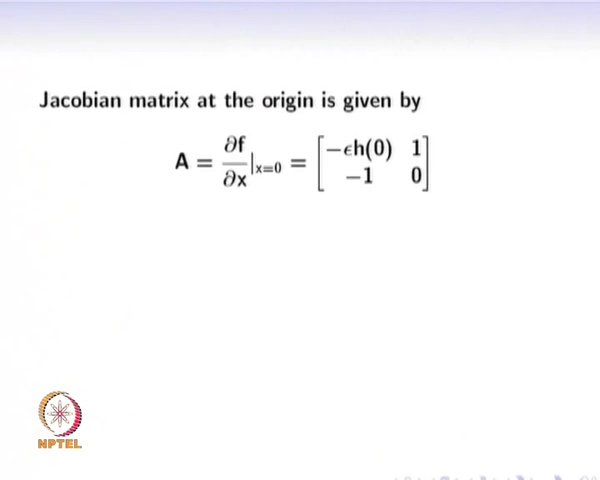 Jacobian matrix at the origin is given by
A = ∂f/∂x |x=0 = [−ϵh(0) 1
−1 0]
NPTEL